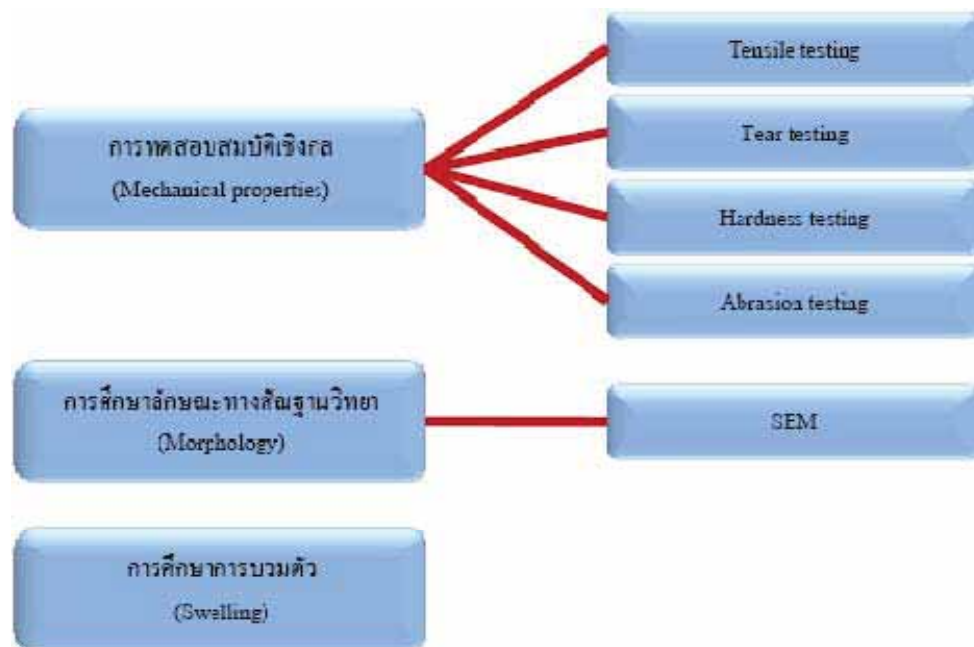 การทดสอบสมบัติเชิงกล
(Mechanical properties)
Tensile testing
Tear testing
Hardness testing
Abrasion testing
การศึกษาลักษณะทางสัณฐานวิทยา
(Morphology)
SEM
การศึกษาการบวมตัว
(Swelling)